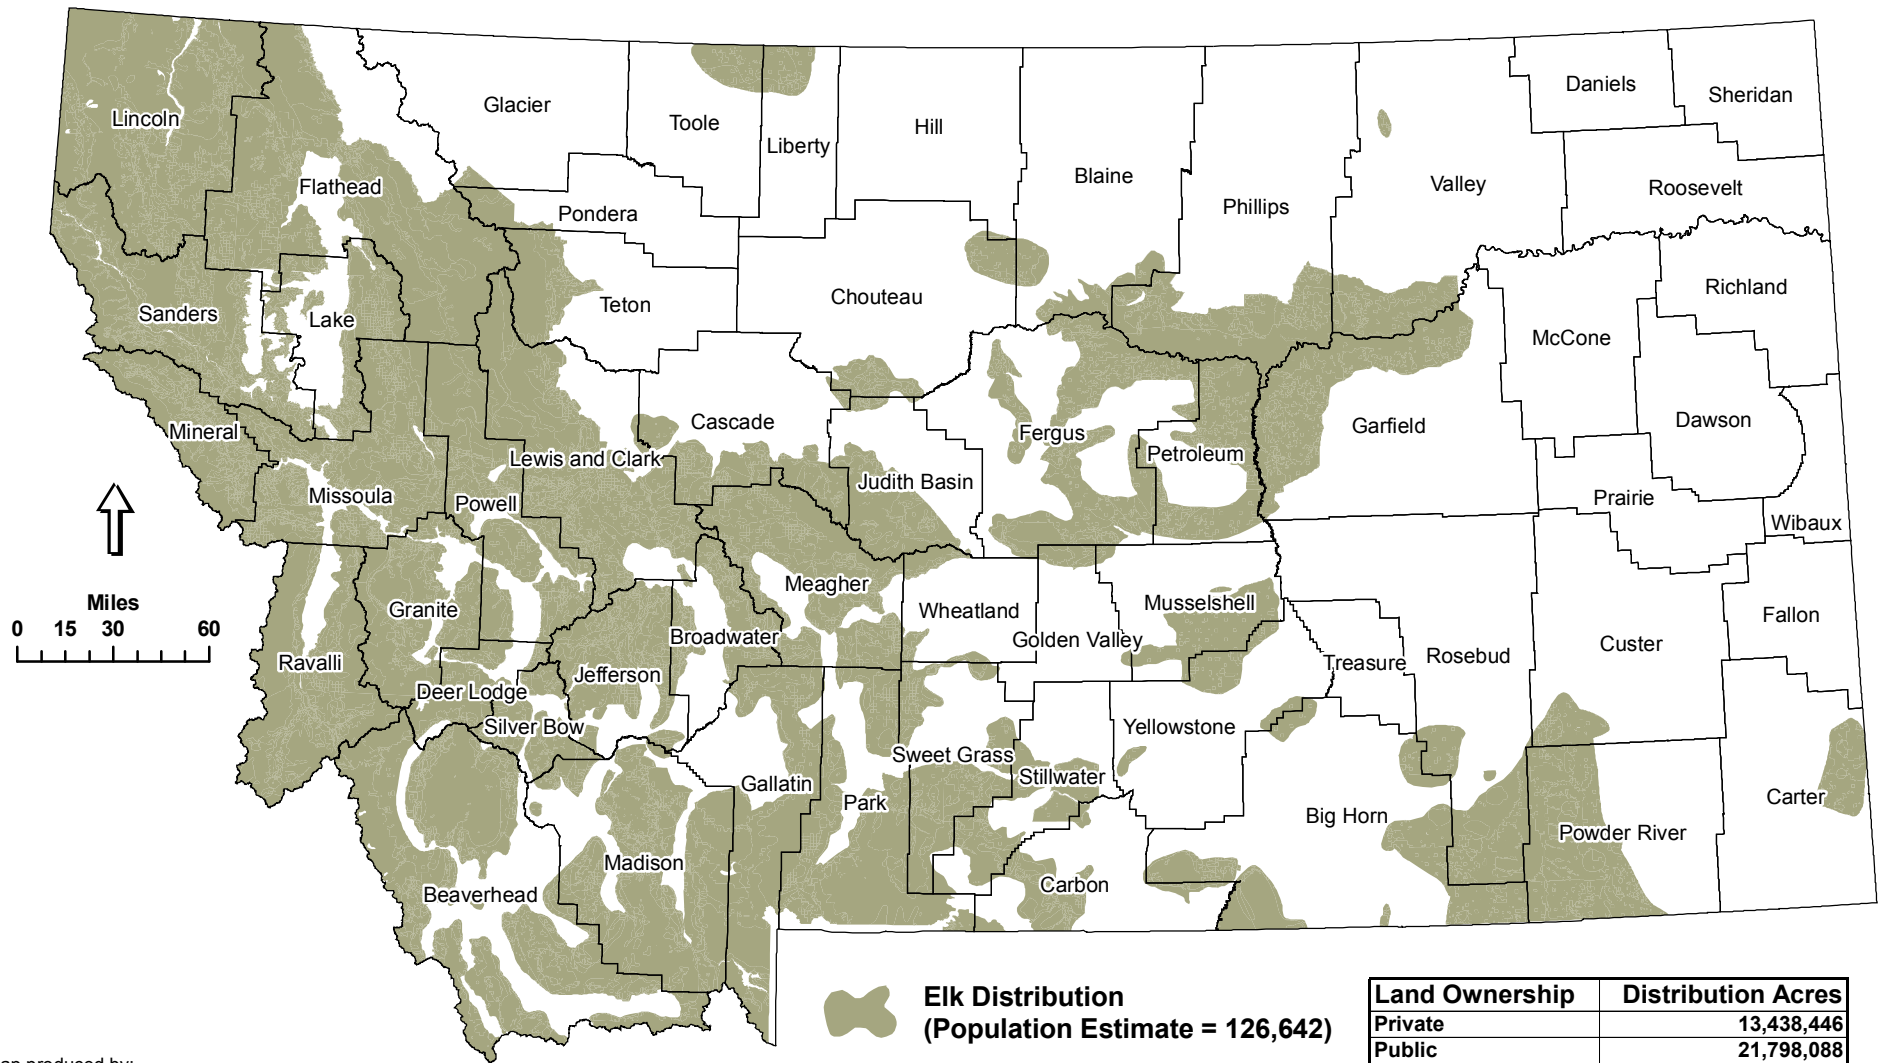 Lincoln
Flathead
Glacier
Toole
Liberty
Hill
Blaine
Phillips
Valley
Daniels
Sheridan
Roosevelt
Pondera
Teton
Chouteau
Sanders
Lake
McCone
Richland
Dawson
Garfield
Mineral
Missoula
Powell
Lewis and Clark
Cascade
Judith Basin
Fergus
Petroleum
Prairie
Wibaux
Miles
0 15 30 60
Ravalli
Granite
Deer Lodge
Silver Bow
Jefferson
Broadwater
Meagher
Wheatland
Golden Valley
Musselshell
Treasure
Rosebud
Custer
Fallon
Beaverhead
Madison
Gallatin
Park
Sweet Grass
Stillwater
Yellowstone
Carbon
Big Horn
Powder River
Carter
Elk Distribution
(Population Estimate = 126,642)
Land Ownership Distribution Acres
Private 13,438,446
Public 21,798,088
produced by: